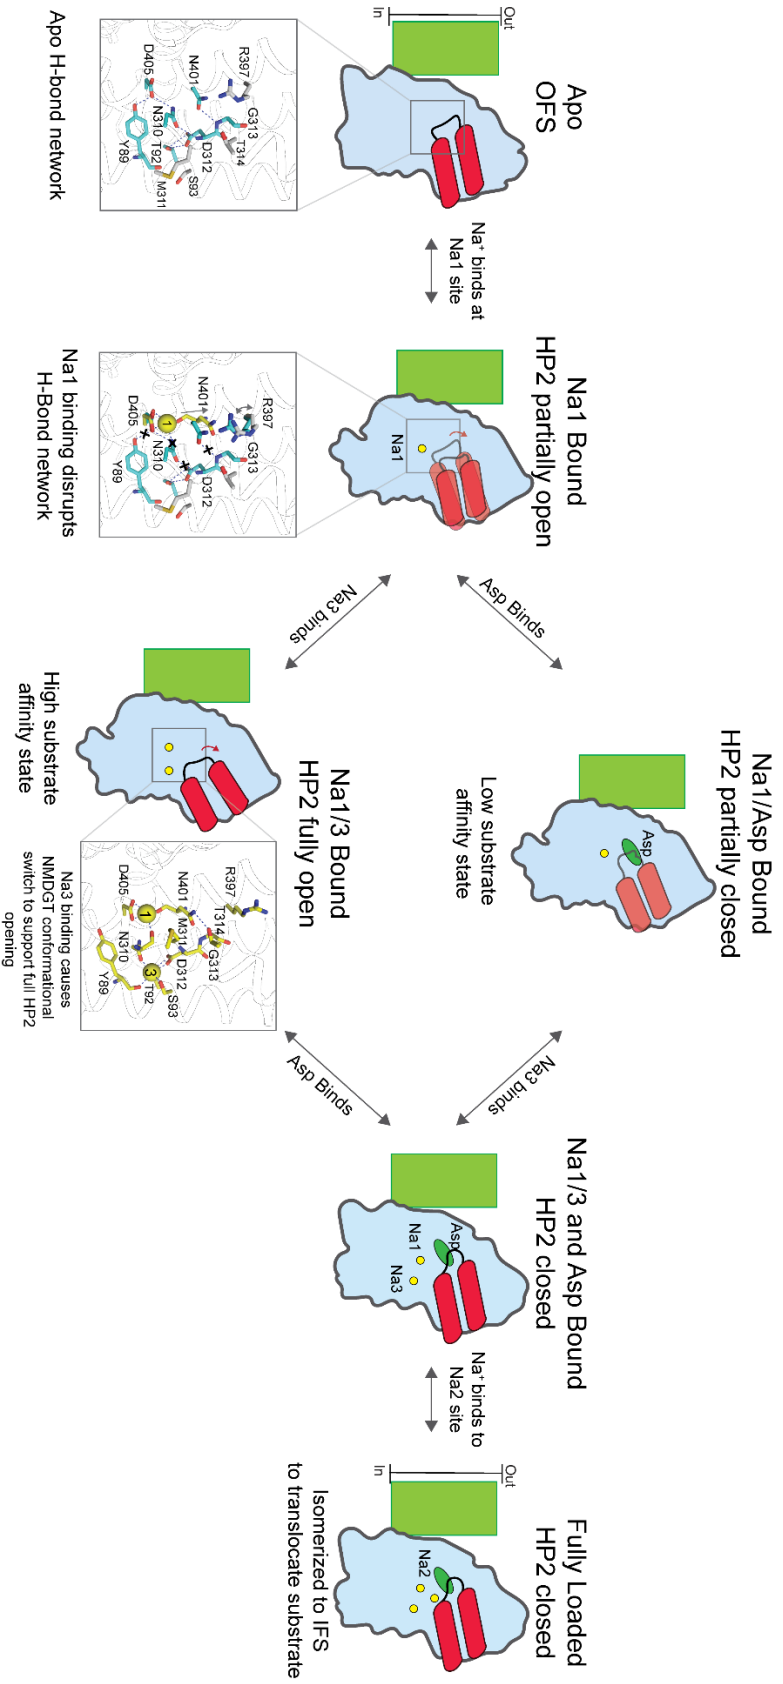 Apo
OFS
Out
In
D405
N401
R397
N310
T92
G313
T314
D312
S93
M311
Y89
Apo H-bond network
Na⁺ binds at
Na1 site
Na1 Bound
HP2 partially open
Na1
D405
N401
R397
1
N310
G313
D312
Y89
Na1 binding disrupts
H-Bond network
Asp Binds
Na3 binds
Na1/Asp Bound
HP2 partially closed
Asp
Low substrate
affinity state
Na1/3 Bound
HP2 fully open
High substrate
affinity state
D405
N401
R397
T314
M311
G313
1
N310
D312
3
T92
S93
Y89
Na3 binding causes
NMDGT conformational
switch to support full HP2
opening
Na3 binds
Asp Binds
Na1/3 and Asp Bound
HP2 closed
Asp
Na1
Na3
Na⁺ binds to
Na2 site
Fully Loaded
HP2 closed
Out
In
Na2
Isomerized to IFS
to translocate substrate